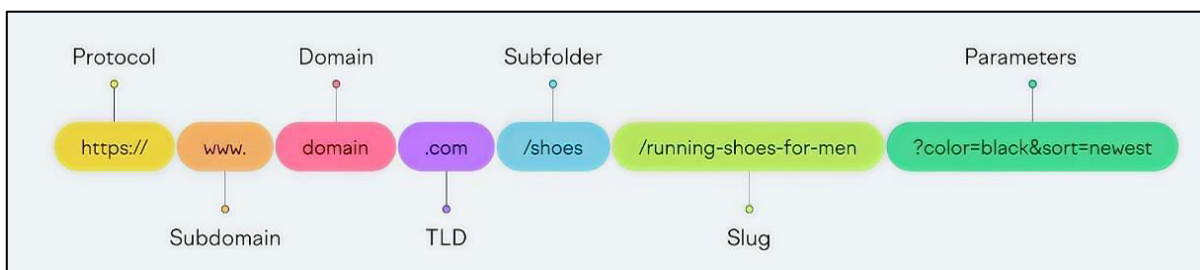 Protocol Domain Subfolder Parameters
https:// www. domain .com /shoes /running-shoes-for-men ?color=black&sort=newest
Subdomain TLD Slug